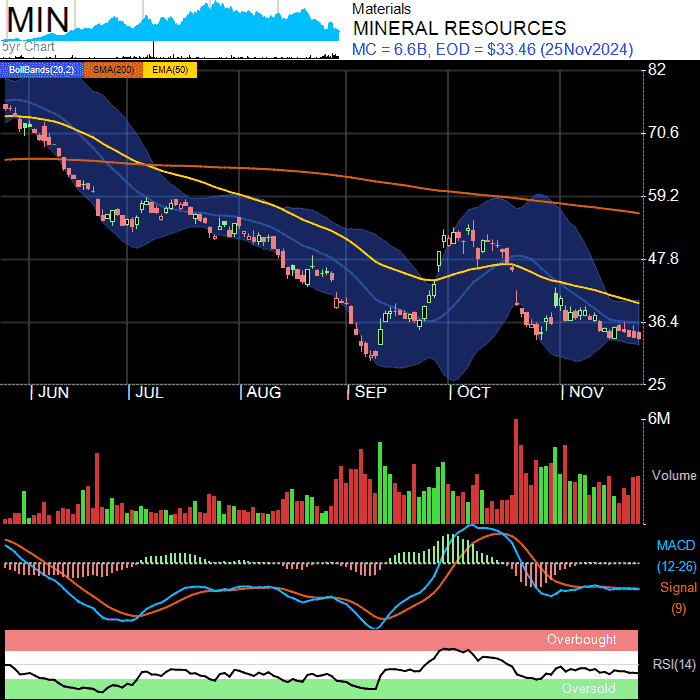 MIN
5yr Chart
Materials
MINERAL RESOURCES
MC = 6.6B, EOD = $33.46 (25Nov2024)
BollBands(20,2) SMA(200) EMA(50)
82
70.6
59.2
47.8
36.4
25
| JUN | JUL | AUG | SEP | OCT | NOV
6M
Volume
MACD
(12-26)
Signal
(9)
Overbought
RSI(14)
Oversold